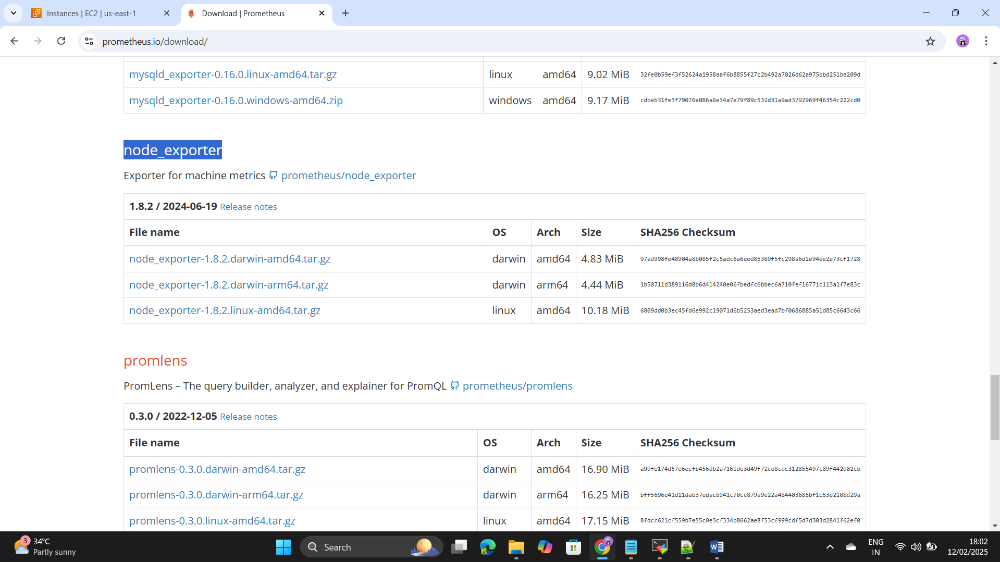 Instances | EC2 | us-east-1
Download | Prometheus
prometheus.io/download/
mysqld_exporter-0.16.0.linux-amd64.tar.gz linux amd64 9.02 MiB 32fe0b59ef3f52624a1958aaf6b8855f27c2b492a7026d62a975bbd251be209d
mysqld_exporter-0.16.0.windows-amd64.zip windows amd64 9.17 MiB cdbeb31fe3f79076e086a6e34a7e79f89c532d31a9ad3792969f46354c222cd0
node_exporter
Exporter for machine metrics prometheus/node_exporter
1.8.2 / 2024-06-19 Release notes
File name OS Arch Size SHA256 Checksum
node_exporter-1.8.2.darwin-amd64.tar.gz darwin amd64 4.83 MiB 97ad998fe48904a8b085f2c5adc6a6eed85389f5fc298a6d2e94ee2e73cf1728
node_exporter-1.8.2.darwin-arm64.tar.gz darwin arm64 4.44 MiB 1b50711d389116d0b6d414240e06fbedfc6bbec6a710fef16771c113a1f7e83c
node_exporter-1.8.2.linux-amd64.tar.gz linux amd64 10.18 MiB 6809dd0b3ec45fd6e992c19071d6b5253aed3ead7bf0686885a51d85c6643c66
promlens
PromLens – The query builder, analyzer, and explainer for PromQL prometheus/promlens
0.3.0 / 2022-12-05 Release notes
File name OS Arch Size SHA256 Checksum
promlens-0.3.0.darwin-amd64.tar.gz darwin amd64 16.90 MiB a9dfe174d57e6ecfb456db2a7161de3d49f72ce8cdc312855497c89f442d02cb
promlens-0.3.0.darwin-arm64.tar.gz darwin arm64 16.25 MiB bff5696e41d11dab37edacb941c70cc879a9e22a484403685bf1c53e2108d29a
promlens-0.3.0.linux-amd64.tar.gz linux amd64 17.15 MiB 8fdcc621cf559b7e55c0e3cf334b8662ae8f53cf999cdf5d7d303d2841f62ef0
3
34°C
Partly sunny
Search
ENG
IN
18:02
12/02/2025